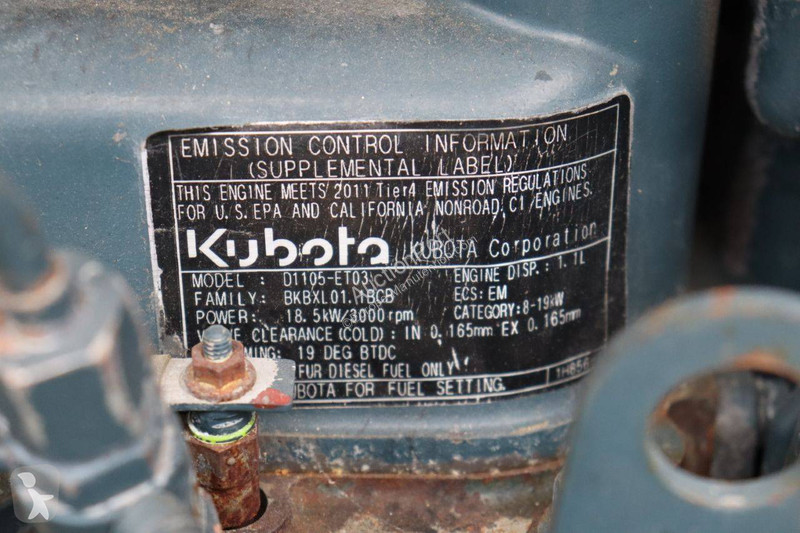 EMISSION CONTROL INFORMATION
(SUPPLEMENTAL LABEL)
THIS ENGINE MEETS 2011 Tier4 EMISSION REGULATIONS
FOR U.S.EPA AND CALIFORNIA NONROAD CI ENGINES.
Kubota KUBOTA Corporation
MODEL : D1105-ET03 ENGINE DISP.: 1.1L
FAMILY: BKBXL01.1BCB ECS: EM
POWER: 18.5kW/3000rpm CATEGORY: 8-19kW
CLEARANCE (COLD) : IN 0.165mm EX 0.165mm
19 DEG BTDC
FUR DIESEL FUEL ONLY
UBOTA FOR FUEL SETTING.